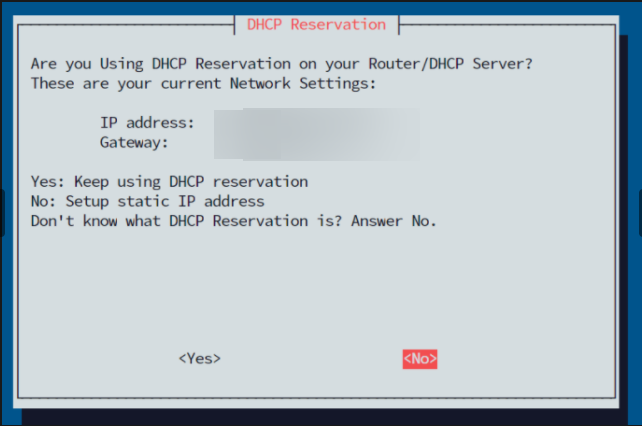 DHCP Reservation
Are you Using DHCP Reservation on your Router/DHCP Server?
These are your current Network Settings:
IP address:
Gateway:
Yes: Keep using DHCP reservation
No: Setup static IP address
Don't know what DHCP Reservation is? Answer No.
<Yes> <No>